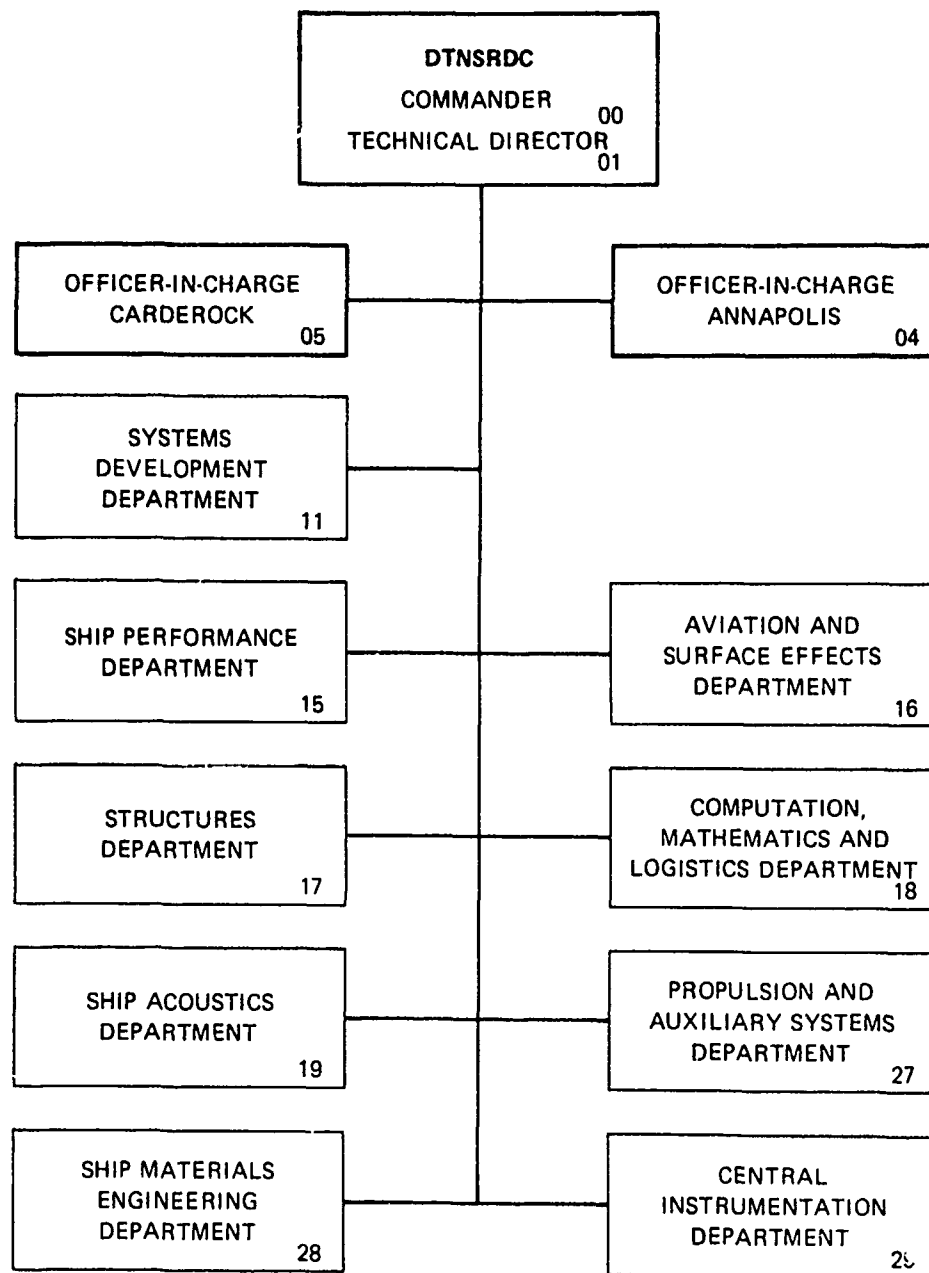 DTNSRDC
COMMANDER
00
TECHNICAL DIRECTOR
01
OFFICER-IN-CHARGE
CARDEROCK
05
OFFICER-IN-CHARGE
ANNAPOLIS
04
SYSTEMS
DEVELOPMENT
DEPARTMENT
11
SHIP PERFORMANCE
DEPARTMENT
15
AVIATION AND
SURFACE EFFECTS
DEPARTMENT
16
STRUCTURES
DEPARTMENT
17
COMPUTATION,
MATHEMATICS AND
LOGISTICS DEPARTMENT
18
SHIP ACOUSTICS
DEPARTMENT
19
PROPULSION AND
AUXILIARY SYSTEMS
DEPARTMENT
27
SHIP MATERIALS
ENGINEERING
DEPARTMENT
28
CENTRAL
INSTRUMENTATION
DEPARTMENT